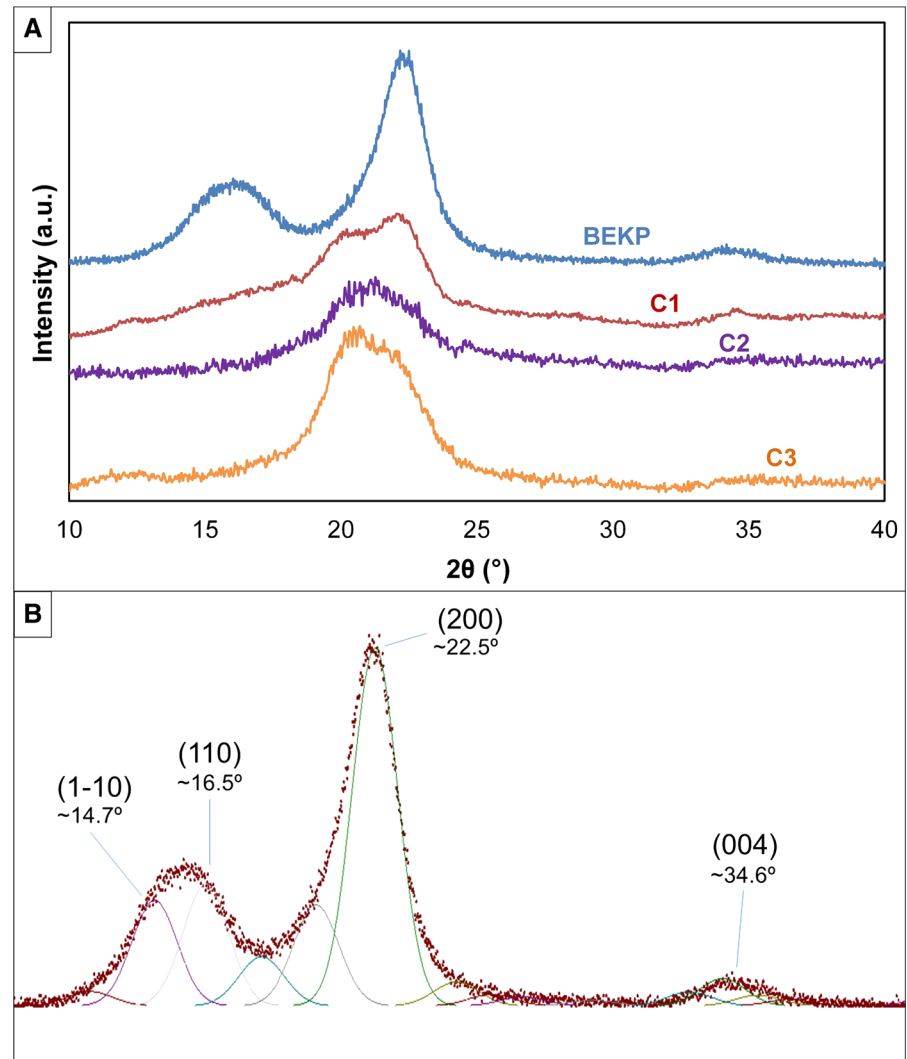 A
Intensity (a.u.)
BEKP
C1
C2
C3
10 15 20 25 30 35 40
2θ (°)
B
(200)
~22.5º
(110)
~16.5º
(1-10)
~14.7º
(004)
~34.6º